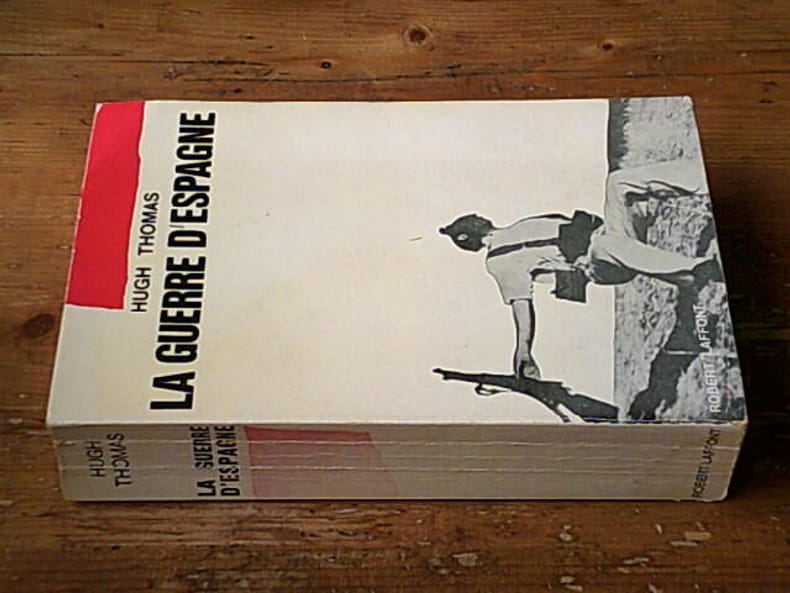 HUGH THOMAS
LA GUERRE D'ESPAGNE
ROBERT LAFFONT
HUGH
THOMAS
LA GUERRE
D'ESPAGNE
ROBERT LAFFONT